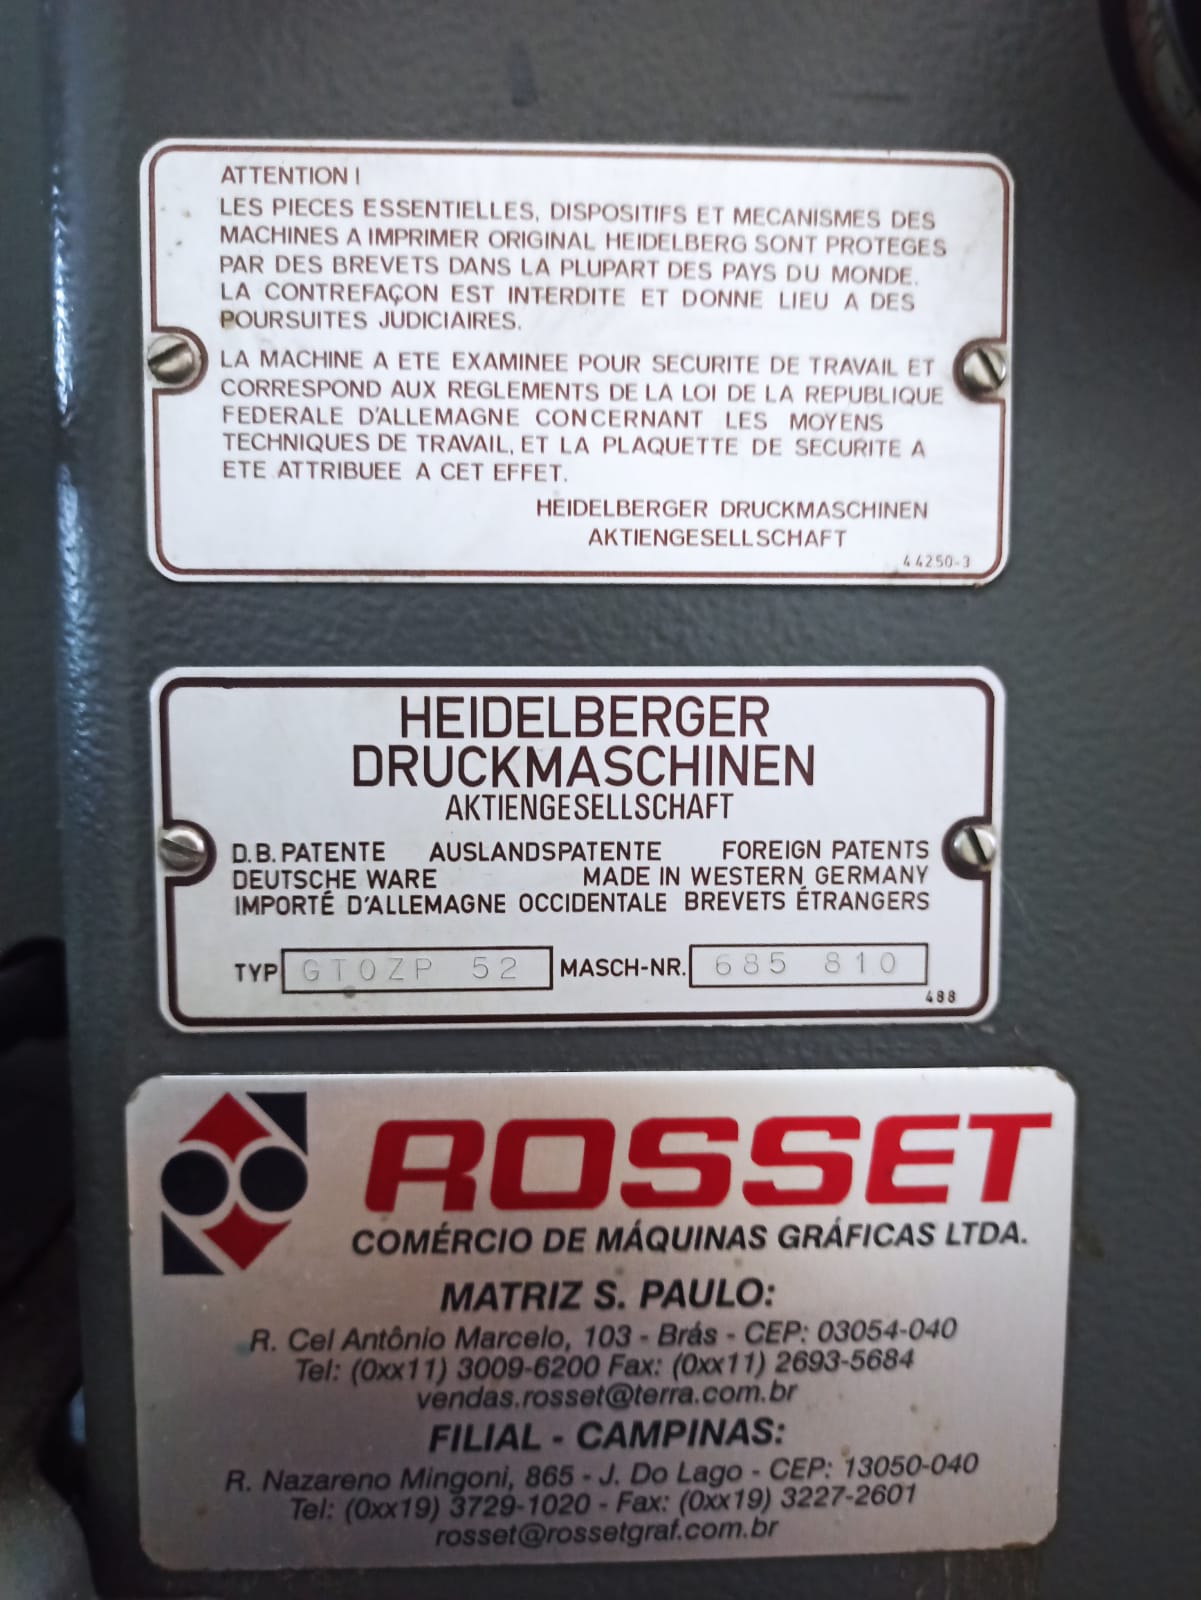 ATTENTION !
LES PIECES ESSENTIELLES, DISPOSITIFS ET MECANISMES DES
MACHINES A IMPRIMER ORIGINAL HEIDELBERG SONT PROTEGES
PAR DES BREVETS DANS LA PLUPART DES PAYS DU MONDE.
LA CONTREFAÇON EST INTERDITE ET DONNE LIEU A DES
POURSUITES JUDICIAIRES.
LA MACHINE A ETE EXAMINEE POUR SECURITE DE TRAVAIL ET
CORRESPOND AUX REGLEMENTS DE LA LOI DE LA REPUBLIQUE
FEDERALE D'ALLEMAGNE CONCERNANT LES MOYENS
TECHNIQUES DE TRAVAIL, ET LA PLAQUETTE DE SECURITE A
ETE ATTRIBUEE A CET EFFET.
HEIDELBERGER DRUCKMASCHINEN
AKTIENGESELLSCHAFT
44250-3
HEIDELBERGER
DRUCKMASCHINEN
AKTIENGESELLSCHAFT
D.B. PATENTE AUSLANDSPATENTE FOREIGN PATENTS
DEUTSCHE WARE MADE IN WESTERN GERMANY
IMPORTÉ D'ALLEMAGNE OCCIDENTALE BREVETS ÉTRANGERS
TYP GTOZP 52 MASCH-NR. 685 810
488
ROSSET
COMÉRCIO DE MÁQUINAS GRÁFICAS LTDA.
MATRIZ S. PAULO:
R. Cel Antônio Marcelo, 103 - Brás - CEP: 03054-040
Tel: (0xx11) 3009-6200 Fax: (0xx11) 2693-5684
vendas.rosset@terra.com.br
FILIAL - CAMPINAS:
R. Nazareno Mingoni, 865 - J. Do Lago - CEP: 13050-040
Tel: (0xx19) 3729-1020 - Fax: (0xx19) 3227-2601
rosset@rossetgraf.com.br